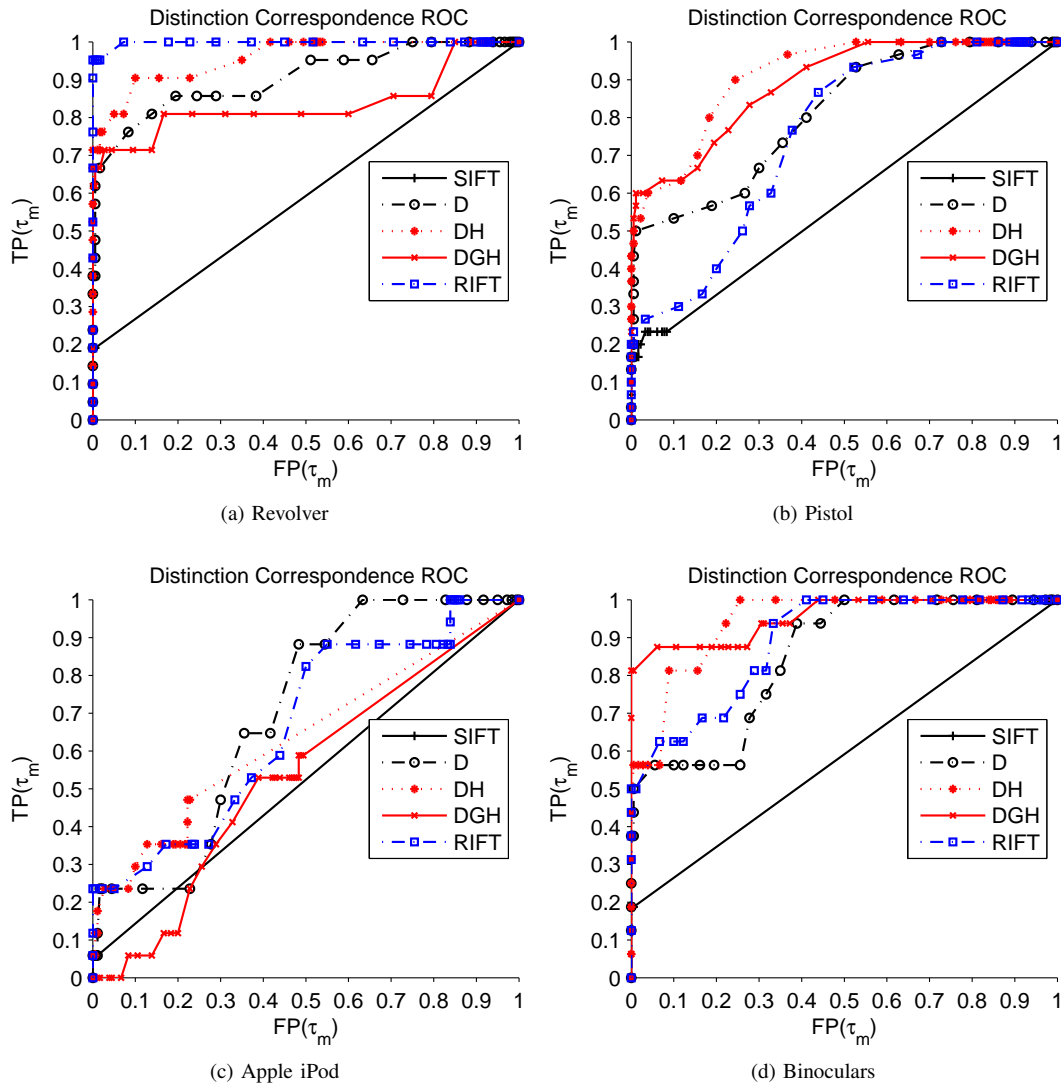 Distinction Correspondence ROC
1
0.9
0.8
0.7
0.6
0.5
0.4
0.3
0.2
0.1
0
TP(τm)
SIFT
D
DH
DGH
RIFT
0 0.1 0.2 0.3 0.4 0.5 0.6 0.7 0.8 0.9 1
FP(τm)
(a) Revolver
Distinction Correspondence ROC
1
0.9
0.8
0.7
0.6
0.5
0.4
0.3
0.2
0.1
0
TP(τm)
SIFT
D
DH
DGH
RIFT
0 0.1 0.2 0.3 0.4 0.5 0.6 0.7 0.8 0.9 1
FP(τm)
(b) Pistol
Distinction Correspondence ROC
1
0.9
0.8
0.7
0.6
0.5
0.4
0.3
0.2
0.1
0
TP(τm)
SIFT
D
DH
DGH
RIFT
0 0.1 0.2 0.3 0.4 0.5 0.6 0.7 0.8 0.9 1
FP(τm)
(c) Apple iPod
Distinction Correspondence ROC
1
0.9
0.8
0.7
0.6
0.5
0.4
0.3
0.2
0.1
0
TP(τm)
SIFT
D
DH
DGH
RIFT
0 0.1 0.2 0.3 0.4 0.5 0.6 0.7 0.8 0.9 1
FP(τm)
(d) Binoculars